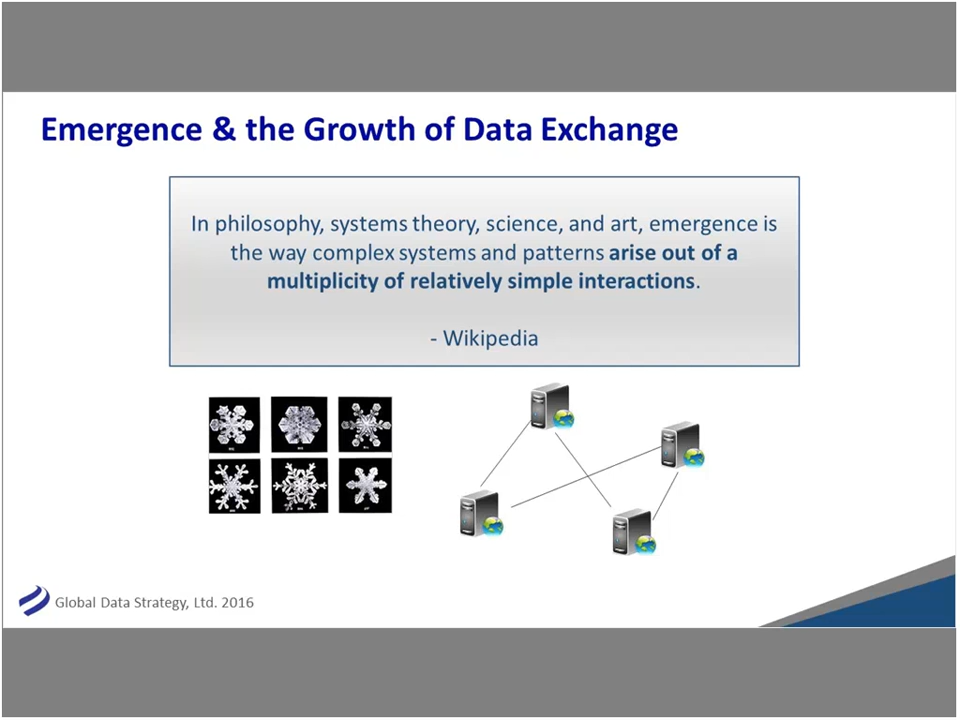 Emergence & the Growth of Data Exchange
In philosophy, systems theory, science, and art, emergence is
the way complex systems and patterns arise out of a
multiplicity of relatively simple interactions.
- Wikipedia
Global Data Strategy, Ltd. 2016